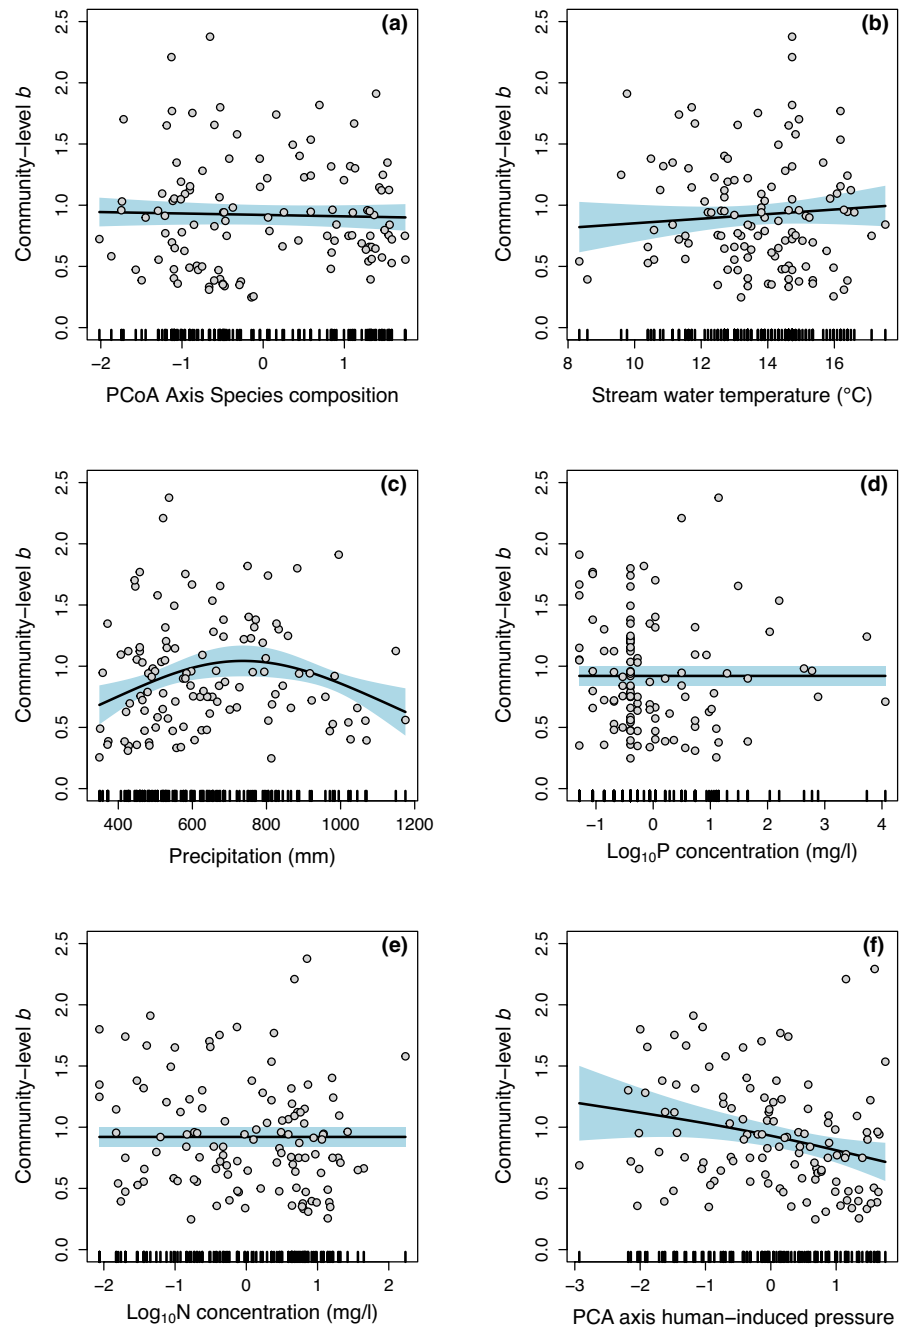 (a)
Community−level b
0.0 0.5 1.0 1.5 2.0 2.5
−2 −1 0 1
PCoA Axis Species composition
(b)
Community−level b
0.0 0.5 1.0 1.5 2.0 2.5
8 10 12 14 16
Stream water temperature (°C)
(c)
Community−level b
0.0 0.5 1.0 1.5 2.0 2.5
400 600 800 1000 1200
Precipitation (mm)
(d)
Community−level b
0.0 0.5 1.0 1.5 2.0 2.5
−1 0 1 2 3 4
Log₁₀P concentration (mg/l)
(e)
Community−level b
0.0 0.5 1.0 1.5 2.0 2.5
−2 −1 0 1 2
Log₁₀N concentration (mg/l)
(f)
Community−level b
0.0 0.5 1.0 1.5 2.0 2.5
−3 −2 −1 0 1
PCA axis human−induced pressure